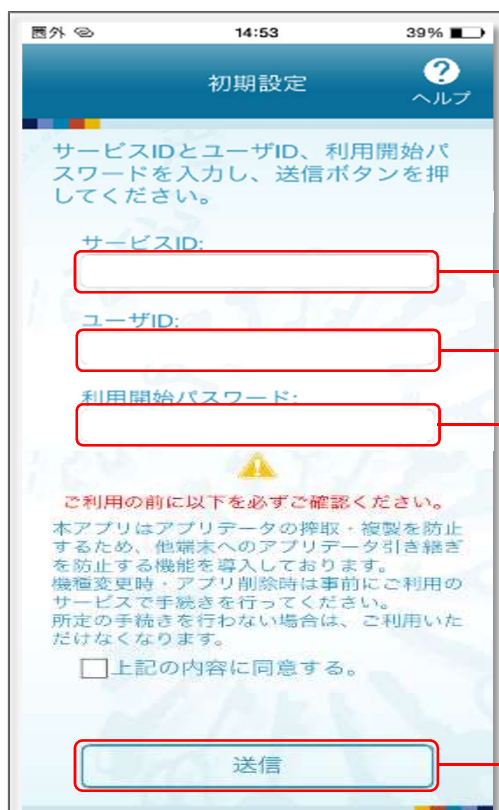 圏外 14:53 39%
初期設定
?
ヘルプ
サービスIDとユーザID、利用開始パ
スワードを入力し、送信ボタンを押
してください。
サービスID:
ユーザID:
利用開始パスワード:
ご利用の前に以下を必ずご確認ください。
本アプリはアプリデータの搾取・複製を防止
するため、他端末へのアプリデータ引き継ぎ
を防止する機能を導入しております。
機種変更時・アプリ削除時は事前にご利用の
サービスで手続きを行ってください。
所定の手続きを行わない場合は、ご利用いた
だけなくなります。
上記の内容に同意する。
送信